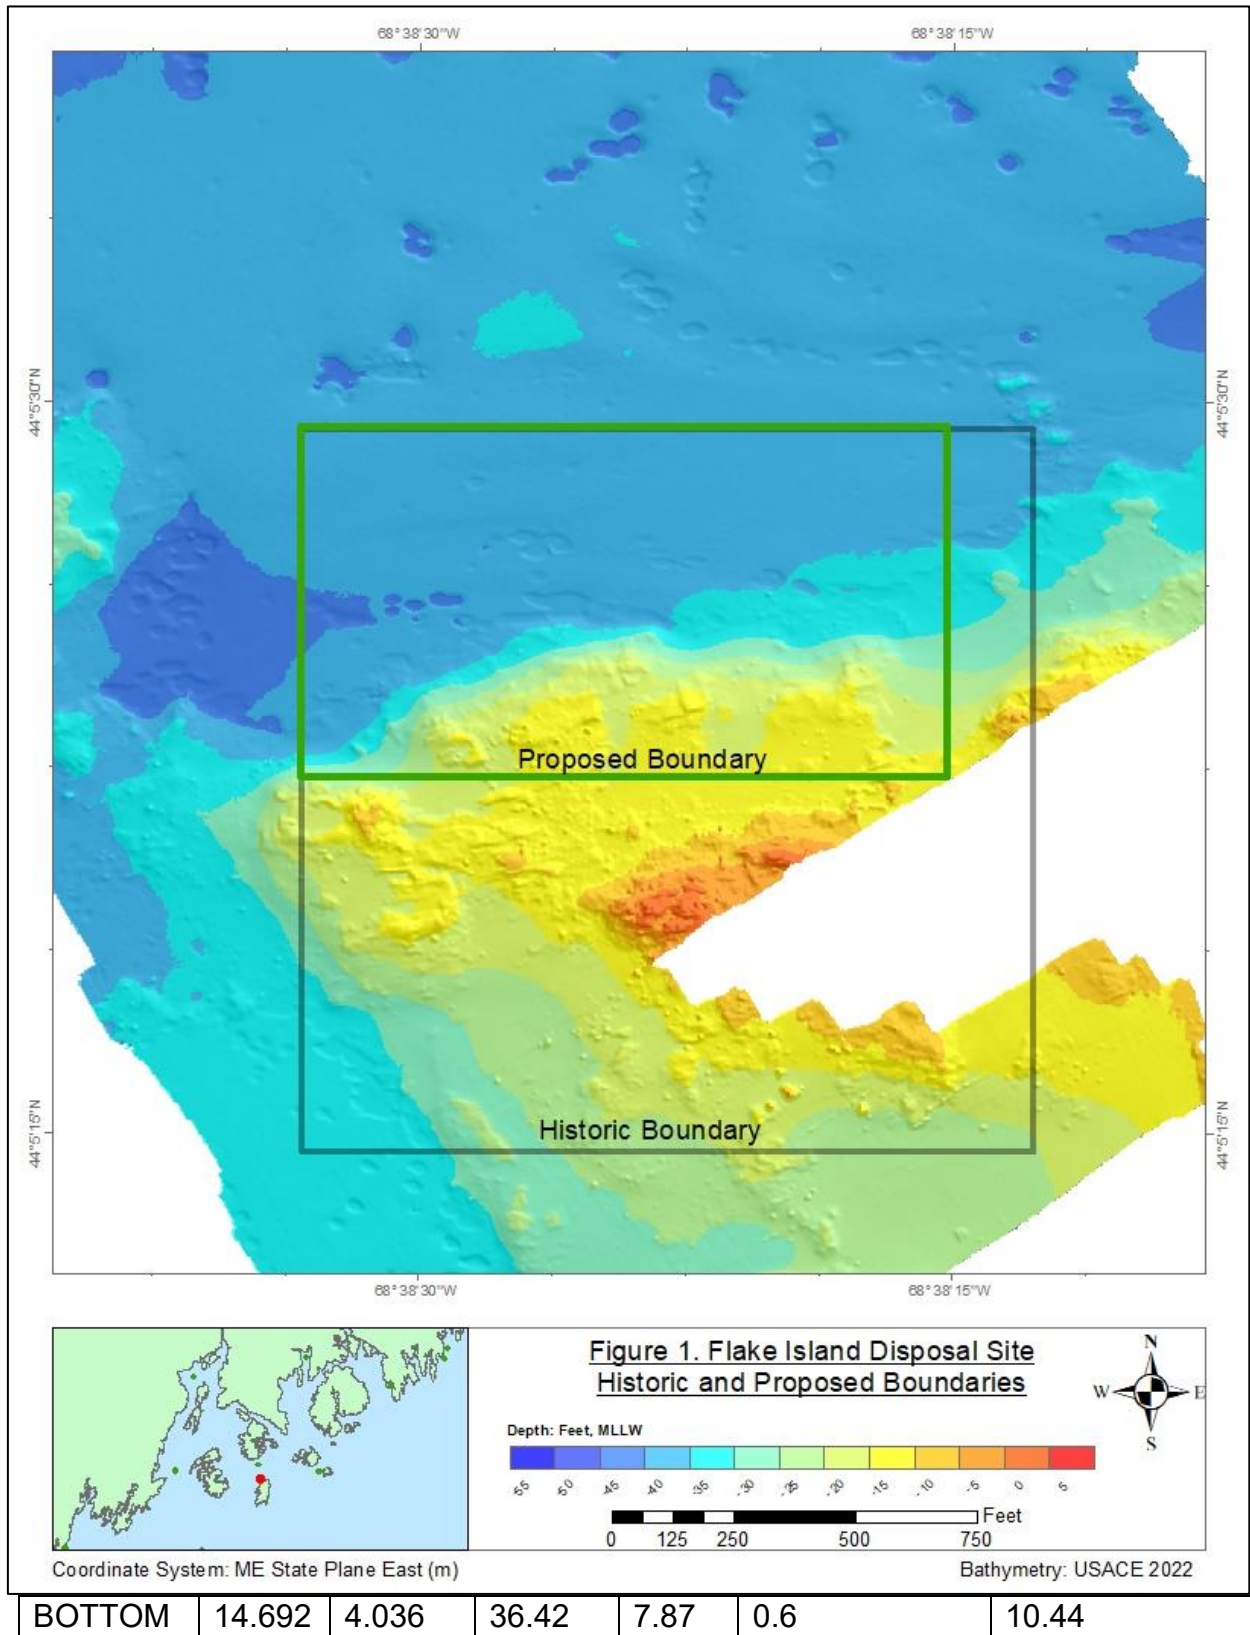 68°38'30"W 68°38'15"W
44°5'30"N 44°5'30"N
Proposed Boundary
Historic Boundary
44°5'15"N 44°5'15"N
68°38'30"W 68°38'15"W
Figure 1. Flake Island Disposal Site
Historic and Proposed Boundaries
N
W E
S
Depth: Feet, MLLW
-55 -50 -45 -40 -35 -30 -25 -20 -15 -10 -5 0 5
Feet
0 125 250 500 750
Coordinate System: ME State Plane East (m) Bathymetry: USACE 2022
BOTTOM 14.692 4.036 36.42 7.87 0.6 10.44